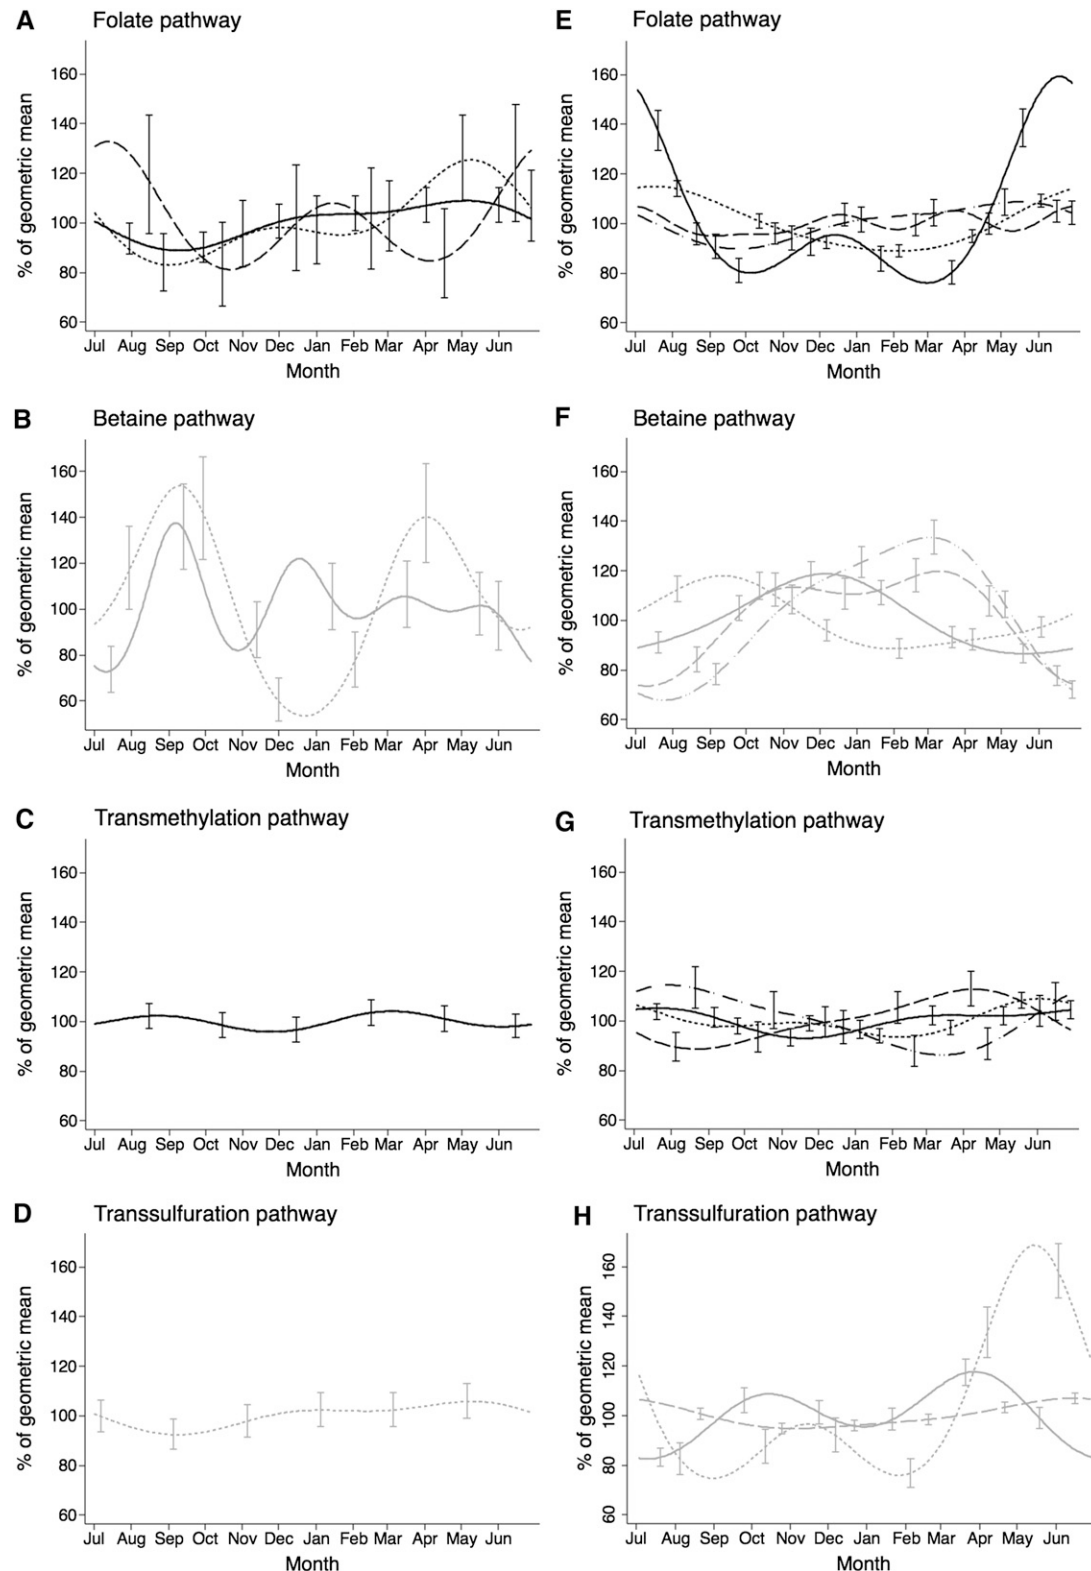 A Folate pathway
% of geometric mean
160
140
120
100
80
60
Jul Aug Sep Oct Nov Dec Jan Feb Mar Apr May Jun
Month
E Folate pathway
% of geometric mean
160
140
120
100
80
60
Jul Aug Sep Oct Nov Dec Jan Feb Mar Apr May Jun
Month
B Betaine pathway
% of geometric mean
160
140
120
100
80
60
Jul Aug Sep Oct Nov Dec Jan Feb Mar Apr May Jun
Month
F Betaine pathway
% of geometric mean
160
140
120
100
80
60
Jul Aug Sep Oct Nov Dec Jan Feb Mar Apr May Jun
Month
C Transmethylation pathway
% of geometric mean
160
140
120
100
80
60
Jul Aug Sep Oct Nov Dec Jan Feb Mar Apr May Jun
Month
G Transmethylation pathway
% of geometric mean
160
140
120
100
80
60
Jul Aug Sep Oct Nov Dec Jan Feb Mar Apr May Jun
Month
D Transsulfuration pathway
% of geometric mean
160
140
120
100
80
60
Jul Aug Sep Oct Nov Dec Jan Feb Mar Apr May Jun
Month
H Transsulfuration pathway
% of geometric mean
160
140
120
100
80
60
Jul Aug Sep Oct Nov Dec Jan Feb Mar Apr May Jun
Month